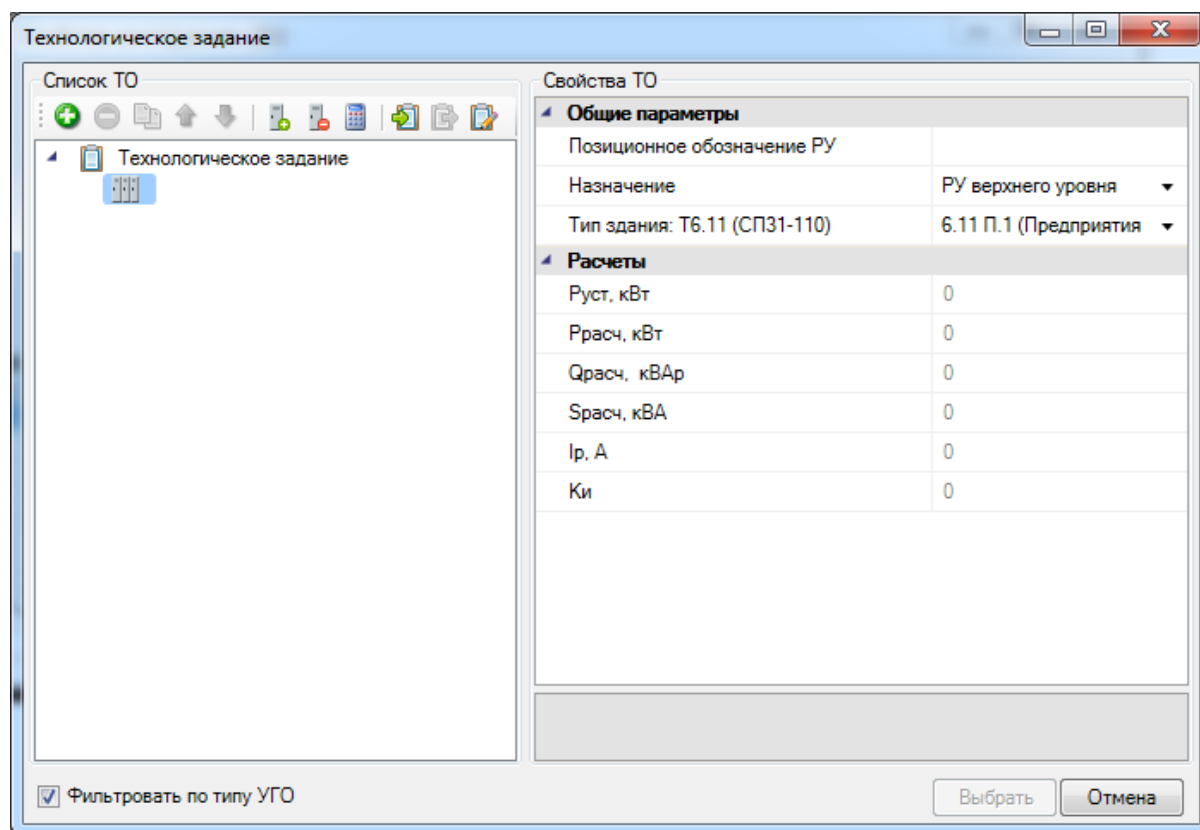 Технологическое задание
Список ТО
Технологическое задание
Фильтровать по типу УГО
Свойства ТО
Общие параметры
Позиционное обозначение РУ
Назначение РУ верхнего уровня
Тип здания: Т6.11 (СП31-110) 6.11 П.1 (Предприятия
Расчеты
Руст, кВт 0
Ррасч, кВт 0
Qрасч, кВАр 0
Sрасч, кВА 0
Iр, А 0
Ки 0
Выбрать Отмена